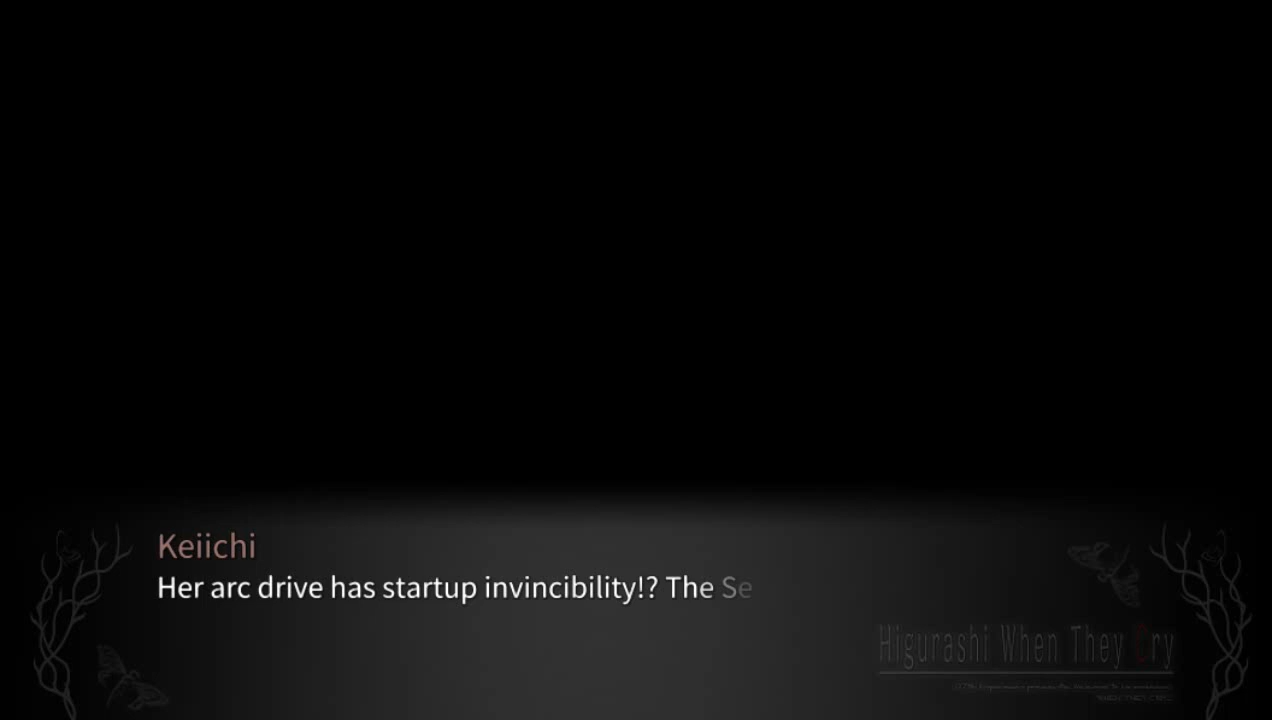 Keiichi
Her arc drive has startup invincibility!? The Se
Higurashi When They Cry